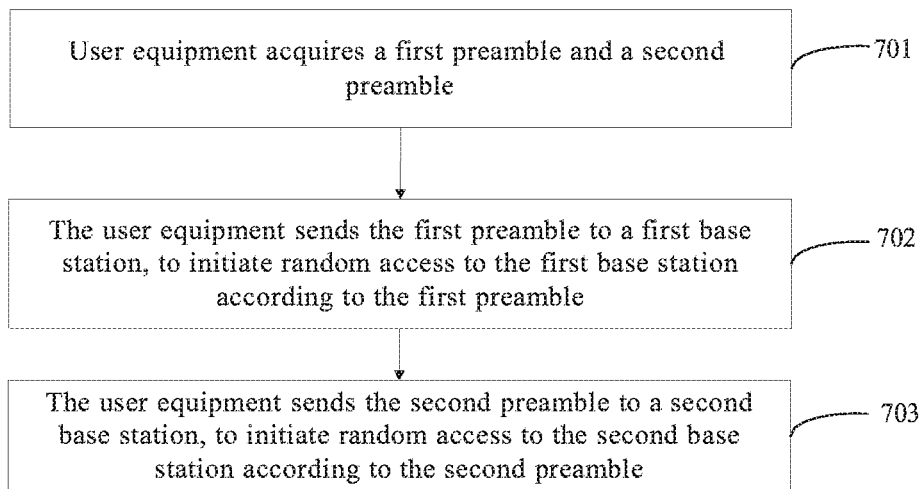 User equipment acquires a first preamble and a second
preamble
701
The user equipment sends the first preamble to a first base
station, to initiate random access to the first base station
according to the first preamble
702
The user equipment sends the second preamble to a second
base station, to initiate random access to the second base
station according to the second preamble
703